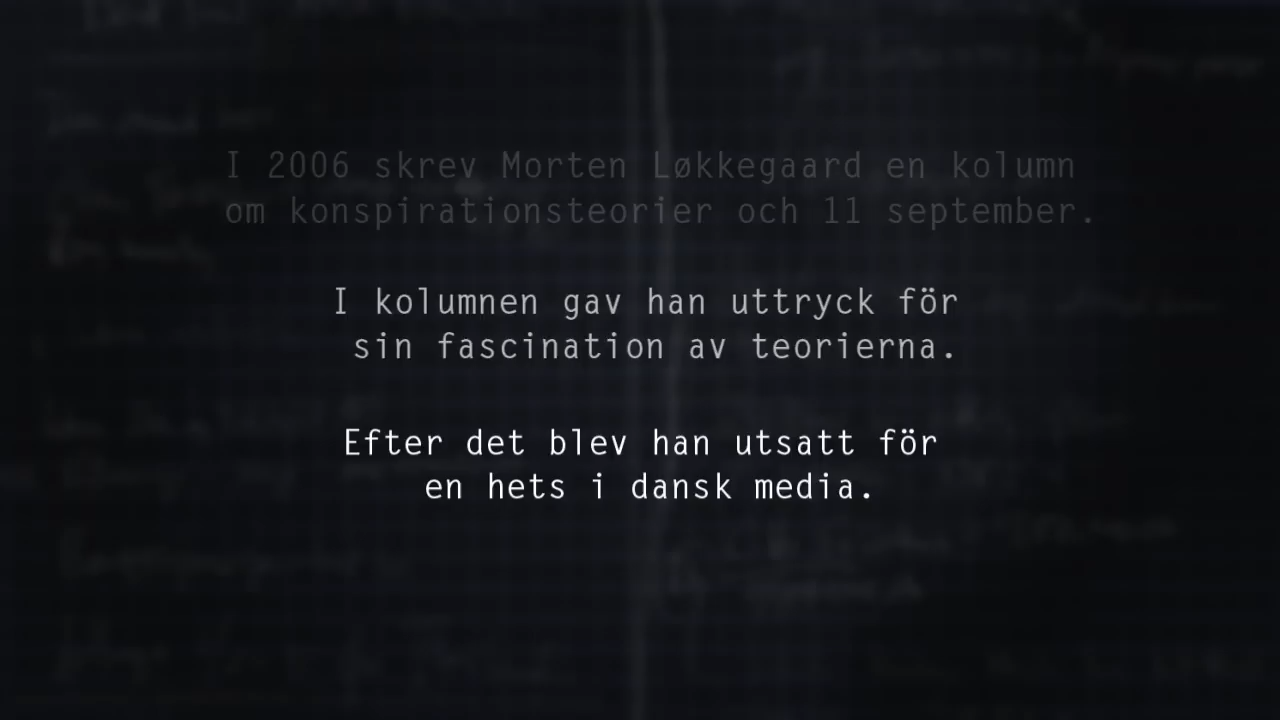 I 2006 skrev Morten Løkkegaard en kolumn
om konspirationsteorier och 11 september.
I kolumnen gav han uttryck för
sin fascination av teorierna.
Efter det blev han utsatt för
en hets i dansk media.